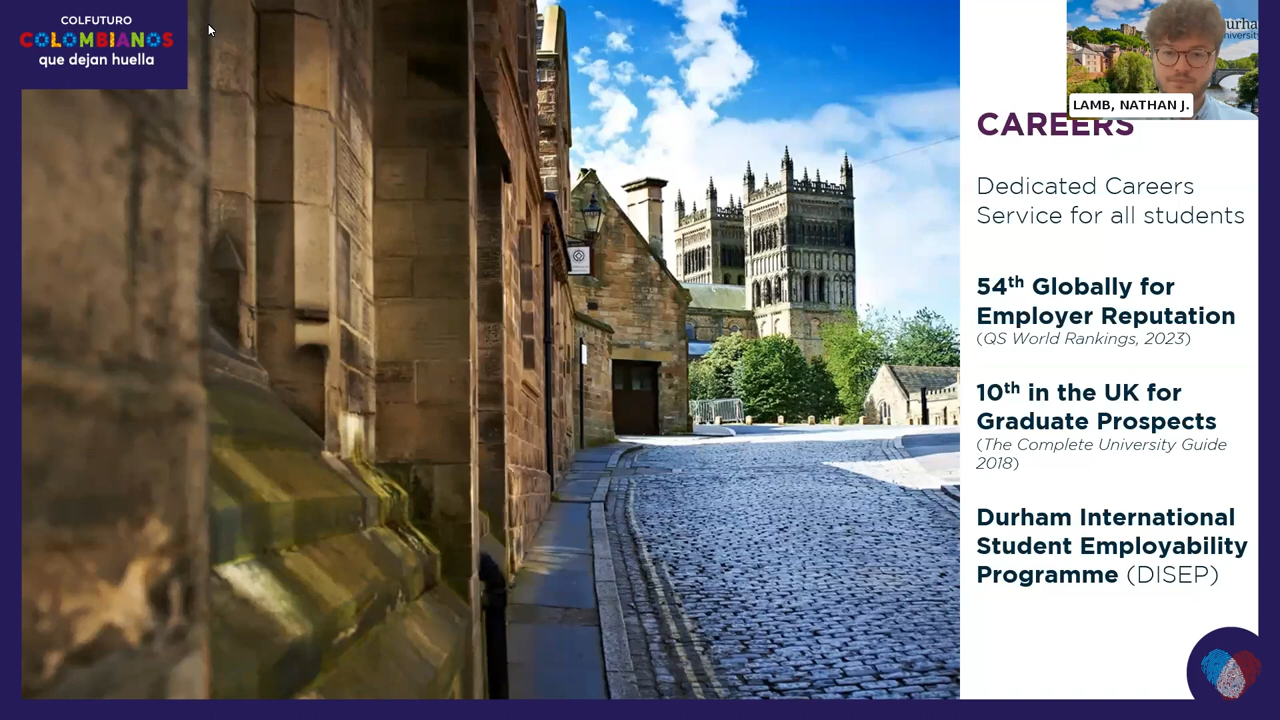 COLFUTURO
COLOMBIANOS
que dejan huella
LAMB, NATHAN J.
CAREERS
Dedicated Careers
Service for all students
54th Globally for
Employer Reputation
(QS World Rankings, 2023)
10th in the UK for
Graduate Prospects
(The Complete University Guide
2018)
Durham International
Student Employability
Programme (DISEP)